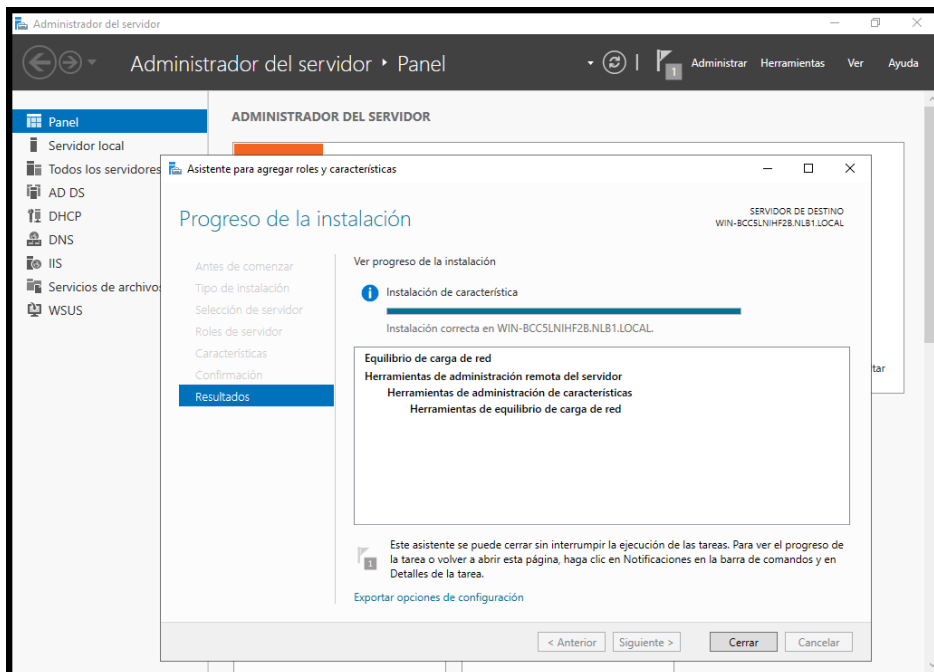 Administrador del servidor
Administrador del servidor • Panel
1
Administrar Herramientas Ver Ayuda
Panel
Servidor local
Todos los servidores
AD DS
DHCP
DNS
IIS
Servicios de archivo
WSUS
ADMINISTRADOR DEL SERVIDOR
Asistente para agregar roles y características
Progreso de la instalación
SERVIDOR DE DESTINO
WIN-BCC5LNIHF2B.NLB1.LOCAL
Antes de comenzar
Tipo de instalación
Selección de servidor
Roles de servidor
Características
Confirmación
Resultados
Ver progreso de la instalación
Instalación de característica
Instalación correcta en WIN-BCC5LNIHF2B.NLB1.LOCAL.
Equilibrio de carga de red
Herramientas de administración remota del servidor
Herramientas de administración de características
Herramientas de equilibrio de carga de red
1
Este asistente se puede cerrar sin interrumpir la ejecución de las tareas. Para ver el progreso de
la tarea o volver a abrir esta página, haga clic en Notificaciones en la barra de comandos y en
Detalles de la tarea.
Exportar opciones de configuración
< Anterior Siguiente > Cerrar Cancelar
tar